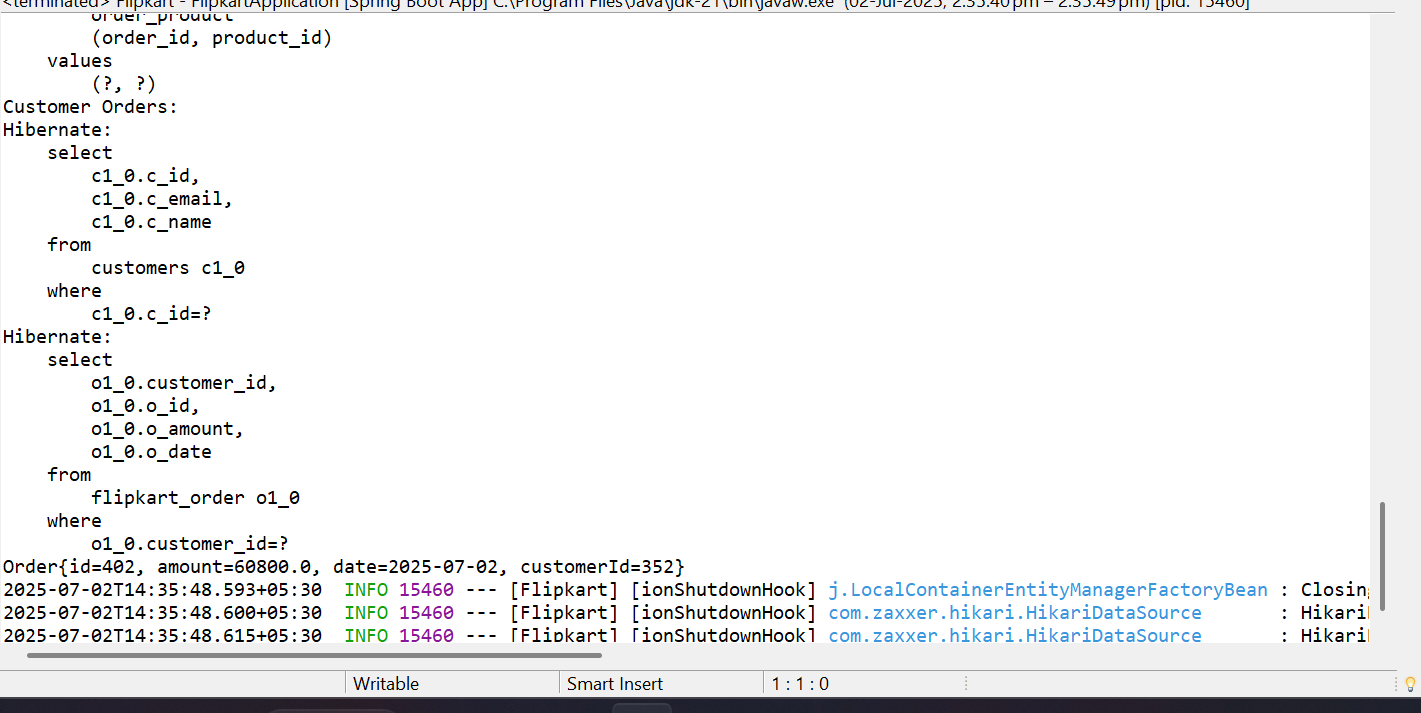 <terminated> Flipkart - FlipkartApplication [Spring Boot App] C:\Program Files\Java\jdk-21\bin\javaw.exe (02-Jul-2025, 2:35:40 pm – 2:35:49 pm) [pid: 15460]
order_product
(order_id, product_id)
values
(?, ?)
Customer Orders:
Hibernate:
select
c1_0.c_id,
c1_0.c_email,
c1_0.c_name
from
customers c1_0
where
c1_0.c_id=?
Hibernate:
select
o1_0.customer_id,
o1_0.o_id,
o1_0.o_amount,
o1_0.o_date
from
flipkart_order o1_0
where
o1_0.customer_id=?
Order{id=402, amount=60800.0, date=2025-07-02, customerId=352}
2025-07-02T14:35:48.593+05:30 INFO 15460 --- [Flipkart] [ionShutdownHook] j.LocalContainerEntityManagerFactoryBean : Closing
2025-07-02T14:35:48.600+05:30 INFO 15460 --- [Flipkart] [ionShutdownHook] com.zaxxer.hikari.HikariDataSource : Hikari
2025-07-02T14:35:48.615+05:30 INFO 15460 --- [Flipkart] [ionShutdownHook] com.zaxxer.hikari.HikariDataSource : Hikari
Writable Smart Insert 1 : 1 : 0